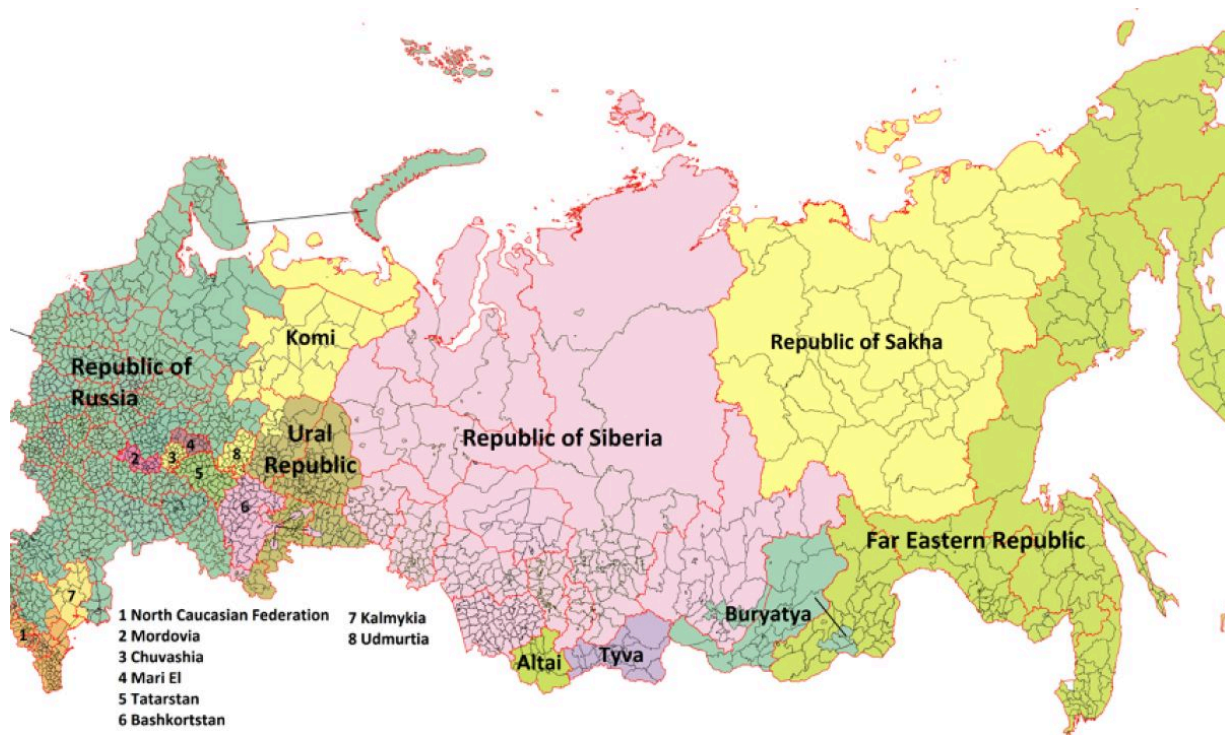 Komi
Republic of
Russia
Republic of Sakha
Ural
Republic
Republic of Siberia
4
2
3
8
5
6
Far Eastern Republic
7
Buryatya
1
Altai
Tyva
1 North Caucasian Federation
2 Mordovia
3 Chuvashia
4 Mari El
5 Tatarstan
6 Bashkortstan
7 Kalmykia
8 Udmurtia